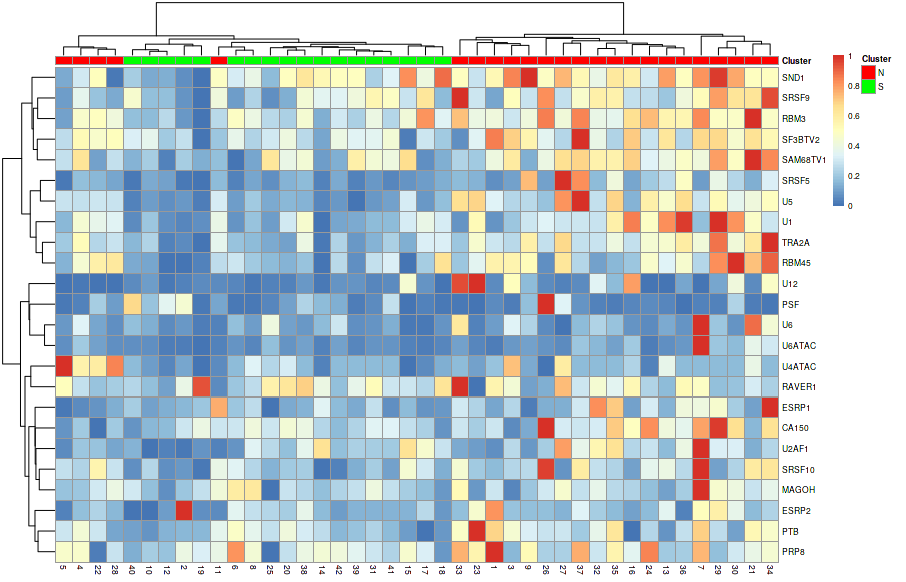 Cluster
SND1
SRSF9
RBM3
SF3BTV2
SAM68TV1
SRSF5
U5
U1
TRA2A
RBM45
U12
PSF
U6
U6ATAC
U4ATAC
RAVER1
ESRP1
CA150
U2AF1
SRSF10
MAGOH
ESRP2
PTB
PRP8
5 4 22 28 40 10 12 2 19 11 6 8 25 20 38 14 42 39 31 41 15 17 18 33 23 1 3 9 26 27 37 32 35 16 24 13 36 7 29 30 21 34
1
0.8
0.6
0.4
0.2
0
Cluster
N
S